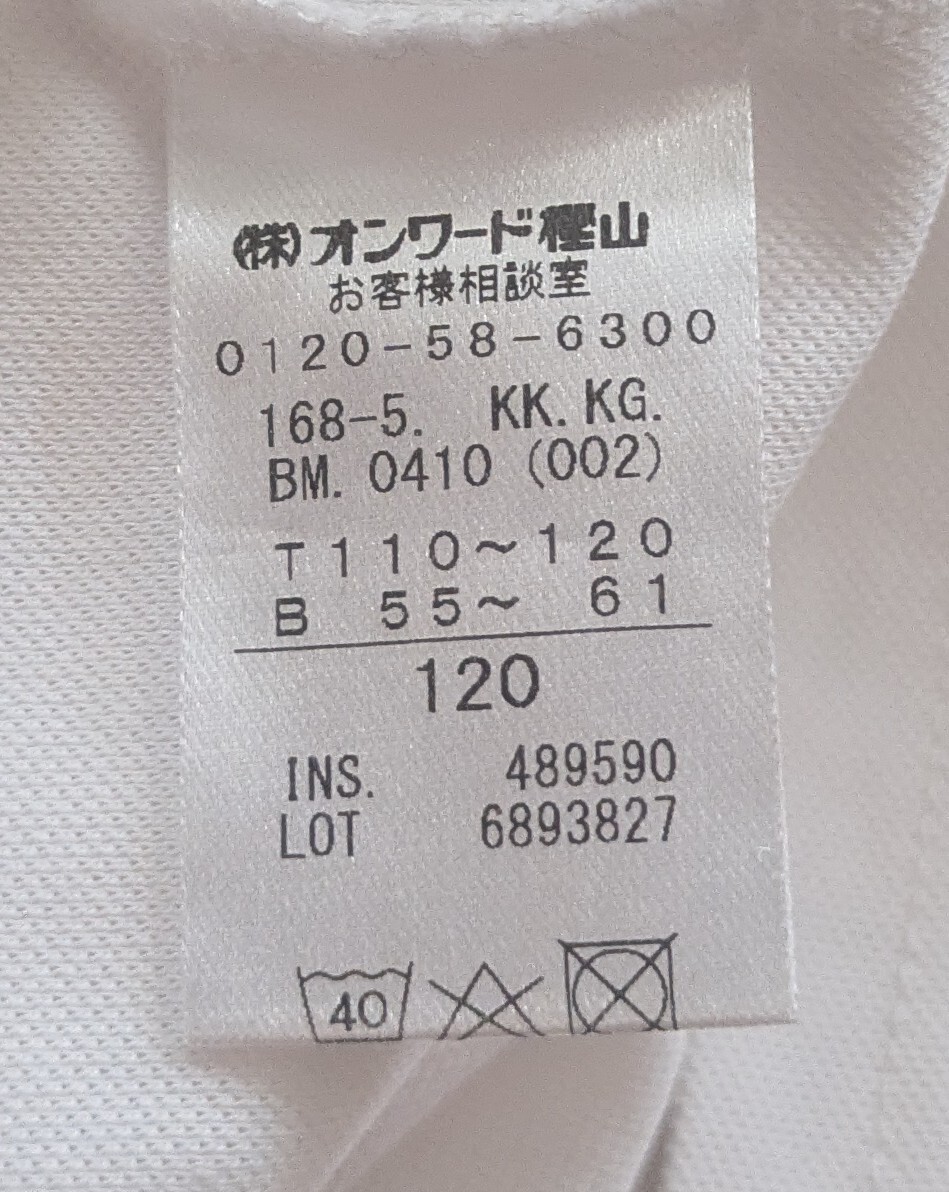 (株)オンワード樫山
お客様相談室
0120-58-6300
168-5. KK. KG.
BM. 0410 (002)
T110~120
B 55~ 61
120
INS. 489590
LOT 6893827
40